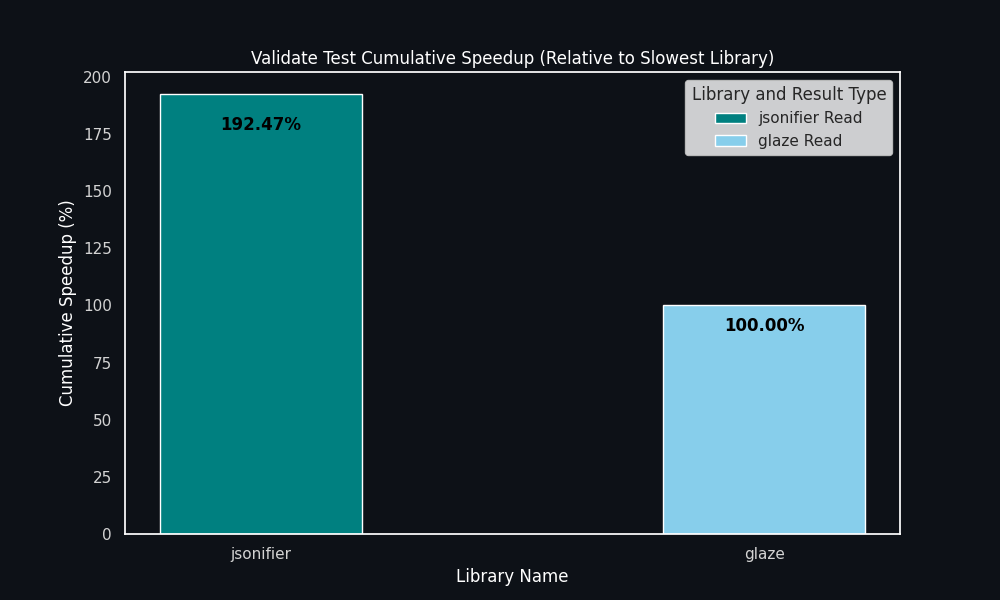 Validate Test Cumulative Speedup (Relative to Slowest Library)
200
175
150
125
100
75
50
25
0
Cumulative Speedup (%)
192.47%
100.00%
Library and Result Type
jsonifier Read
glaze Read
jsonifier
glaze
Library Name